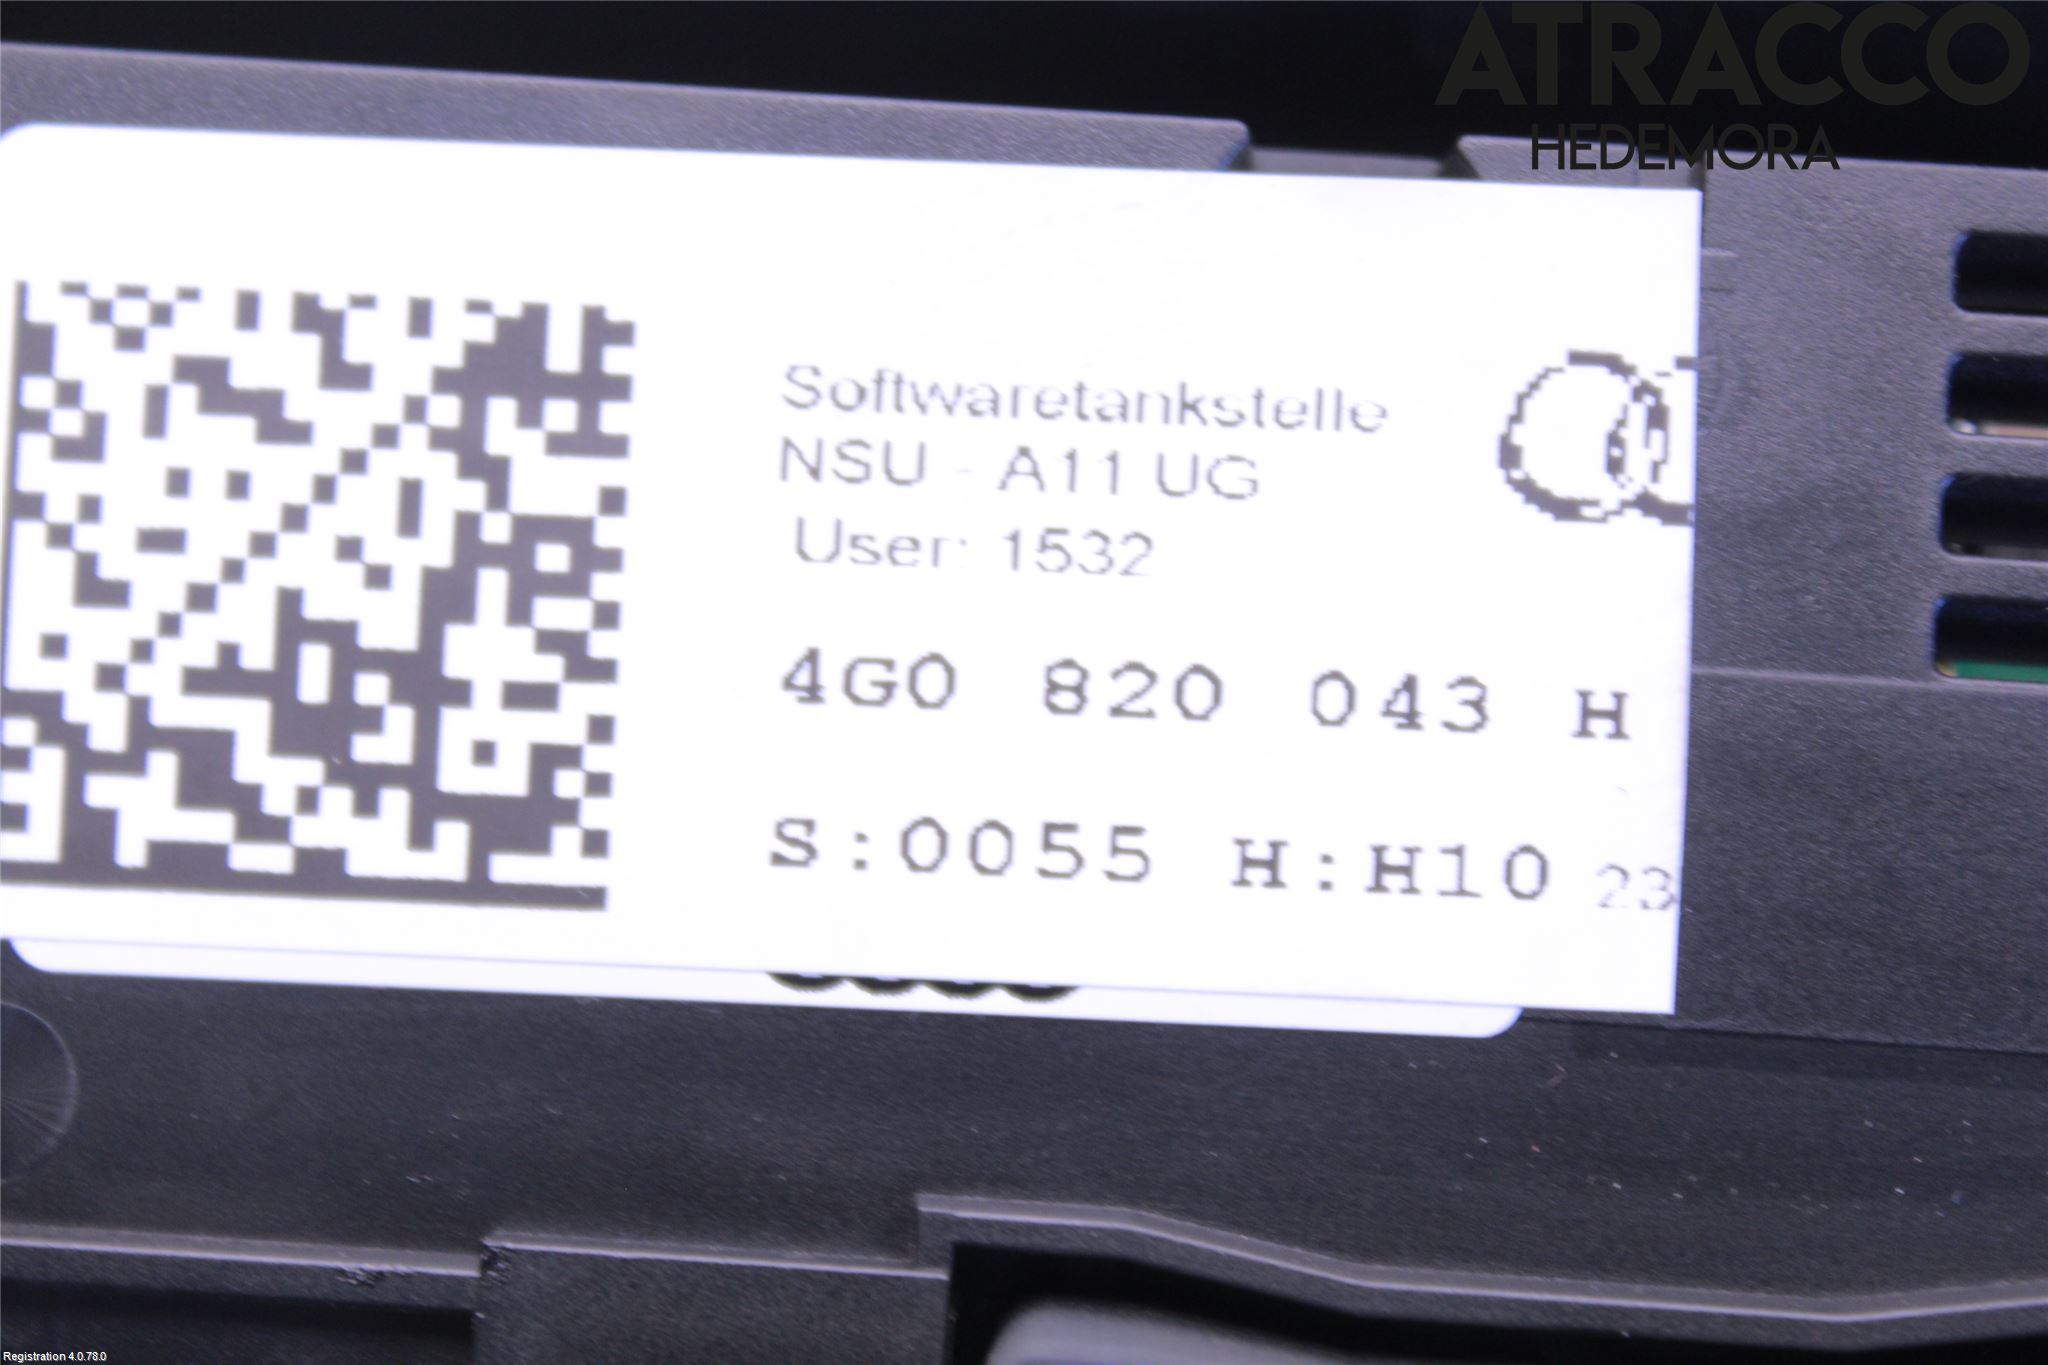 ATRACCO
HEDEMORA
Softwaretankstelle
NSU - A11 UG
User: 1532
4G0 820 043 H
S:0055 H:H10 23
Registration 4.0.78.0